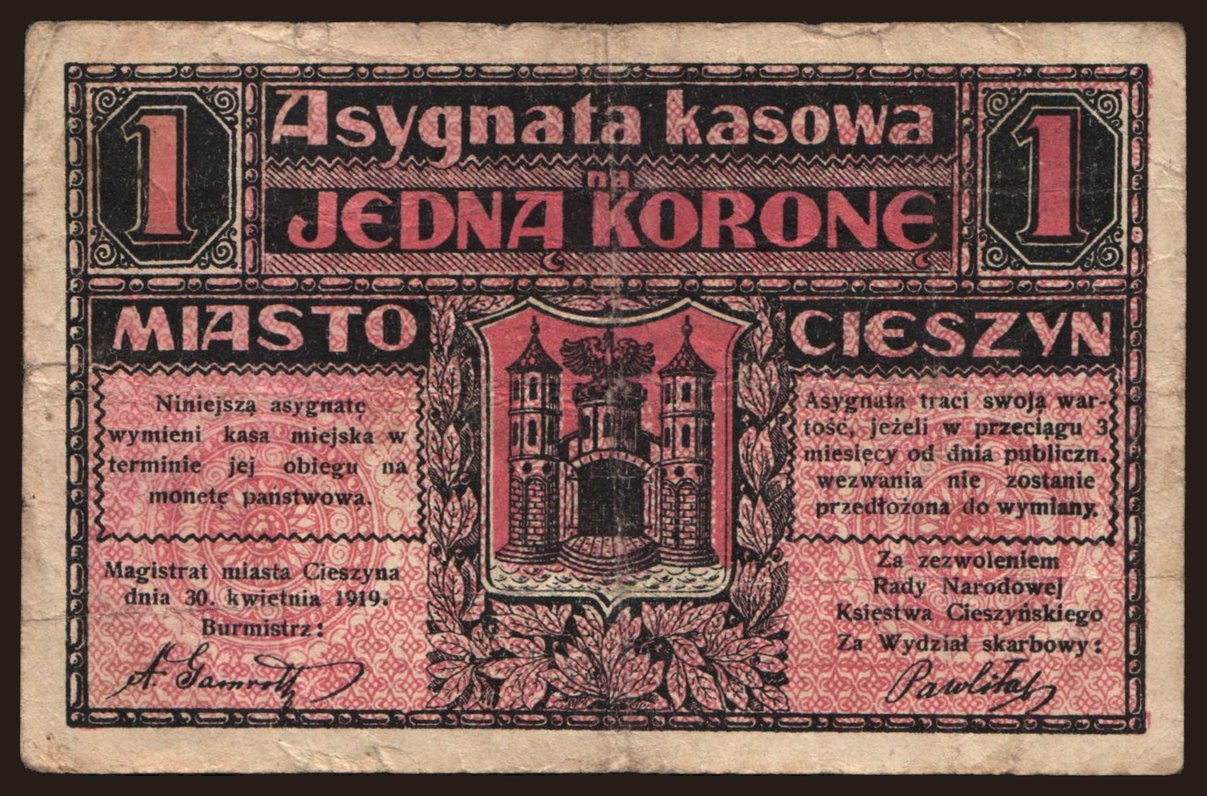 1
Asygnata kasowa
1
na
JEDNĄ KORONĘ
MIASTO
CIESZYN
Niniejszą asygnatę
wymieni kasa miejska w
terminie jej obiegu na
monetę państwową.
Magistrat miasta Cieszyna
dnia 30. kwietnia 1919.
Burmistrz:
A. Gamroth
Asygnata traci swoją war-
tość, jeżeli w przeciągu 3
miesięcy od dnia publiczn.
wezwania nie zostanie
przedłożona do wymiany.
Za zezwoleniem
Rady Narodowej
Księstwa Cieszyńskiego
Za Wydział skarbowy: